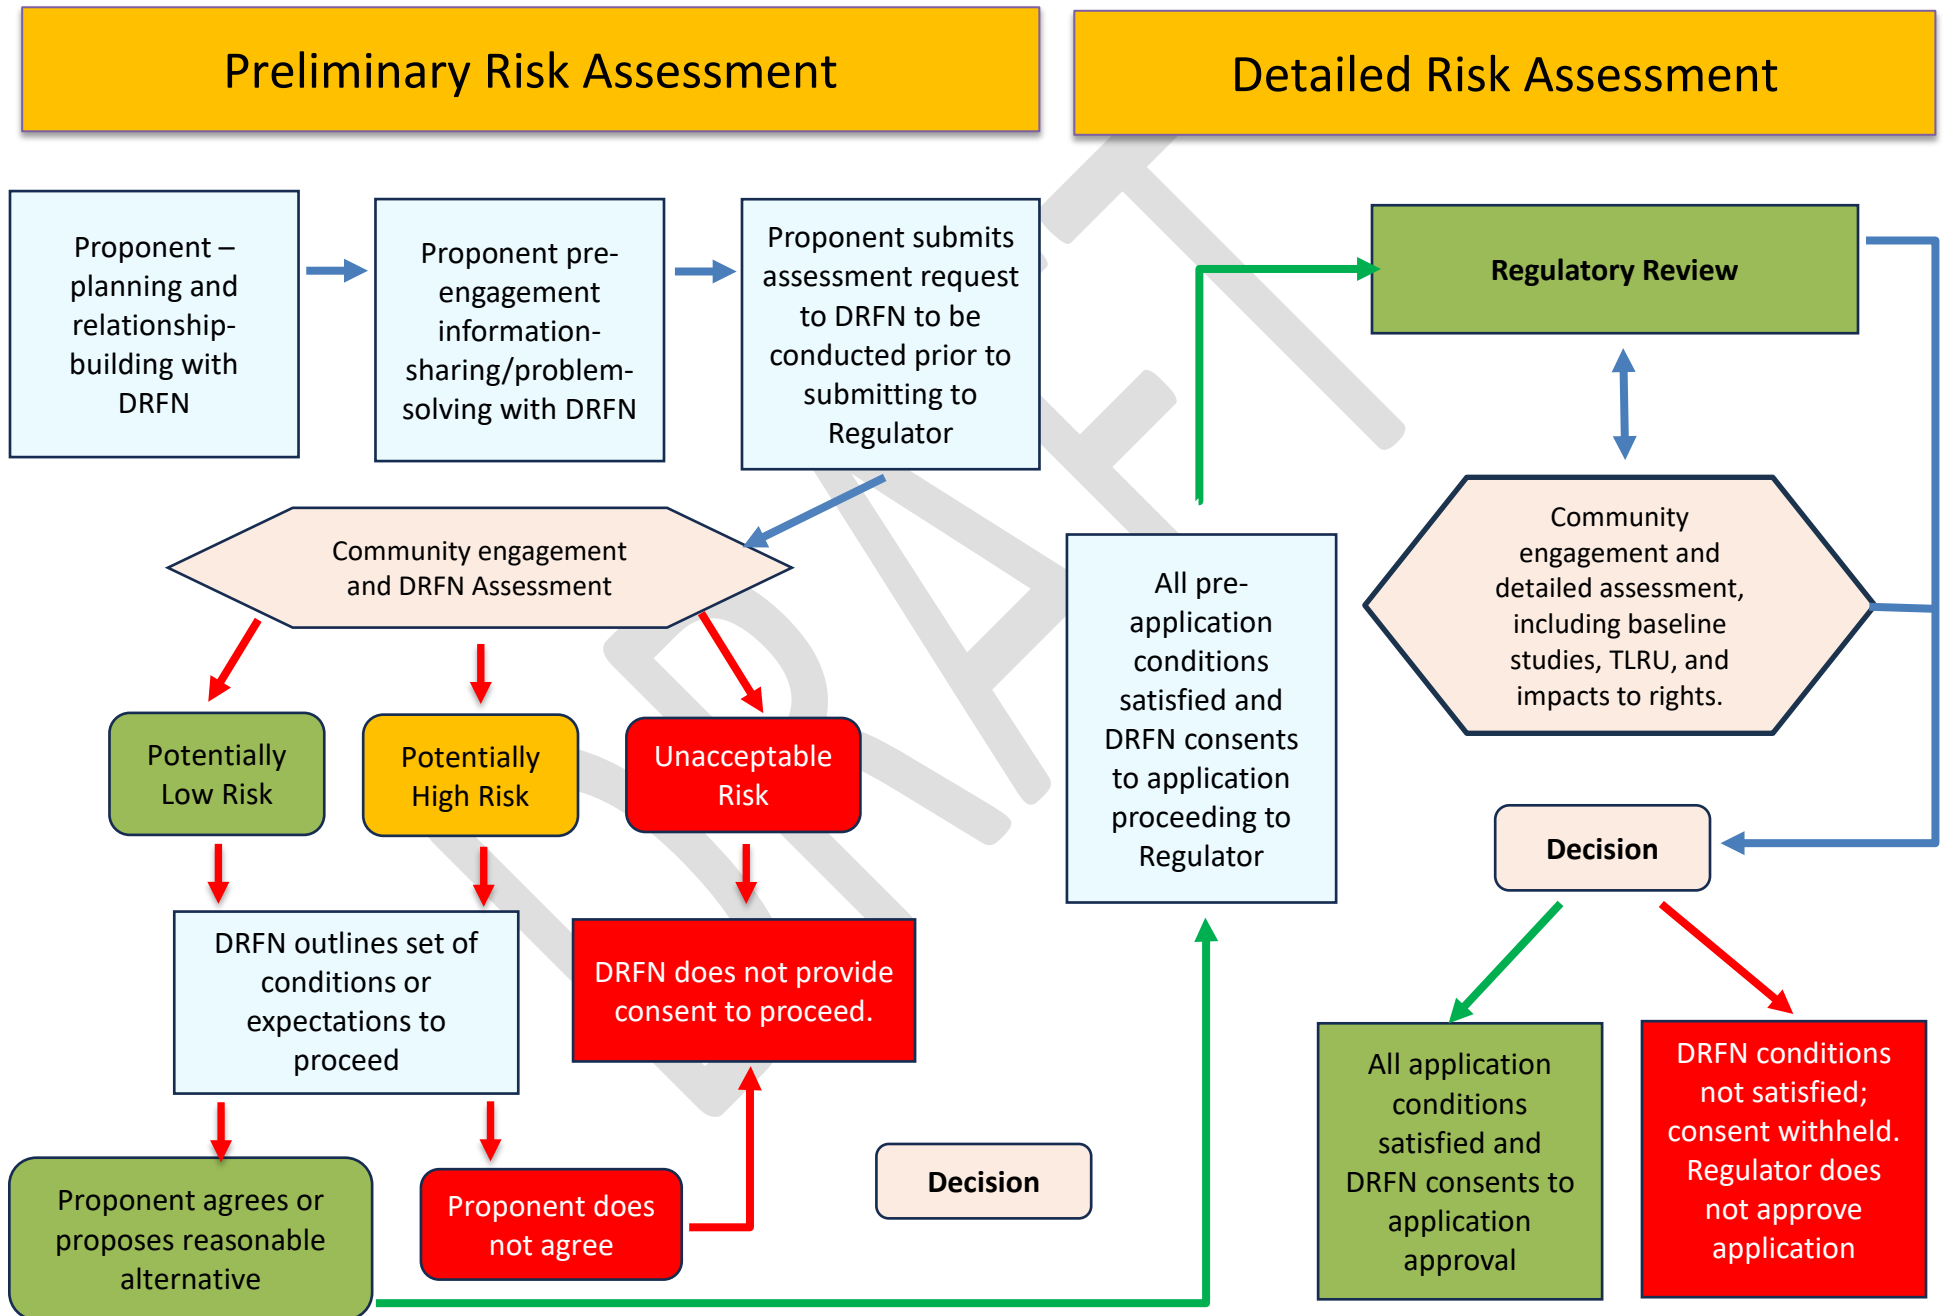 Preliminary Risk Assessment
Detailed Risk Assessment
Proponent –
planning and
relationship-
building with
DRFN
Proponent pre-
engagement
information-
sharing/problem-
solving with DRFN
Proponent submits
assessment request
to DRFN to be
conducted prior to
submitting to
Regulator
Community engagement
and DRFN Assessment
Potentially
Low Risk
Potentially
High Risk
Unacceptable
Risk
DRFN outlines set of
conditions or
expectations to
proceed
DRFN does not provide
consent to proceed.
Proponent agrees or
proposes reasonable
alternative
Proponent does
not agree
Decision
All pre-
application
conditions
satisfied and
DRFN consents
to application
proceeding to
Regulator
Regulatory Review
Community
engagement and
detailed assessment,
including baseline
studies, TLRU, and
impacts to rights.
Decision
All application
conditions
satisfied and
DRFN consents to
application
approval
DRFN conditions
not satisfied;
consent withheld.
Regulator does
not approve
application
DRAFT